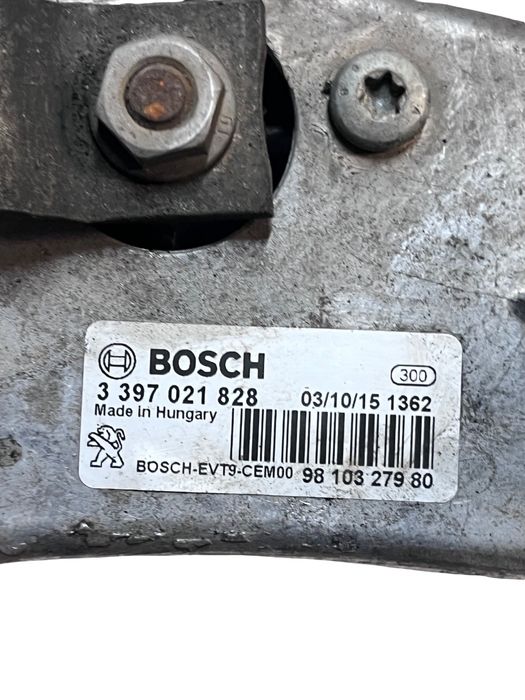 10
BOSCH
300
3 397 021 828 03/10/15 1362
Made in Hungary
BOSCH-EVT9-CEM00 98 103 279 80